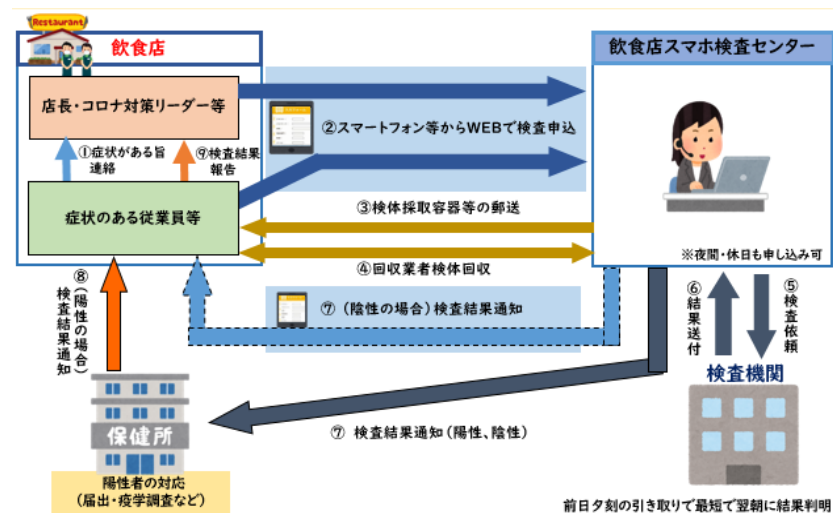 Restaurant
飲食店
飲食店スマホ検査センター
店長・コロナ対策リーダー等
②スマートフォン等からWEBで検査申込
①症状がある旨
連絡
⑨検査結果
報告
症状のある従業員等
③検体採取容器等の郵送
④回収業者検体回収
※夜間・休日も申し込み可
⑧(陽性の場合)
検査結果通知
⑦ (陰性の場合)検査結果通知
⑥結果送付
⑤検査依頼
検査機関
保健所
⑦ 検査結果通知(陽性、陰性)
陽性者の対応
(届出・疫学調査など)
前日夕刻の引き取りで最短で翌朝に結果判明